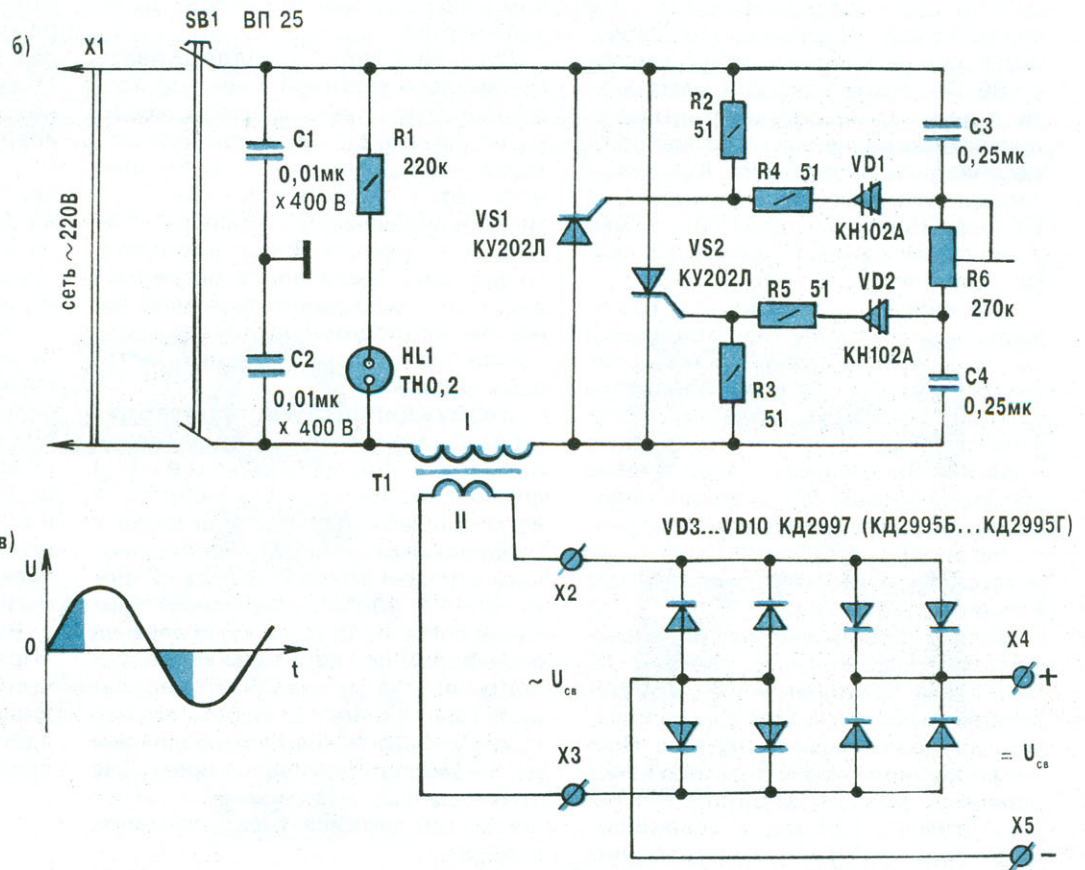 б)
X1
SB1 ВП 25
сеть ~220В
C1
0,01мк
х 400 В
R1
220к
C2
0,01мк
х 400 В
HL1
ТН0,2
VS1
КУ202Л
VS2
КУ202Л
R2
51
R4 51
VD1
КН102А
C3
0,25мк
R5 51
VD2
КН102А
R6
270к
R3
51
C4
0,25мк
I
T1
II
VD3...VD10 КД2997 (КД2995Б...КД2995Г)
X2
~ Uсв
X3
X4
+
= Uсв
X5
–
в)
U
0
t